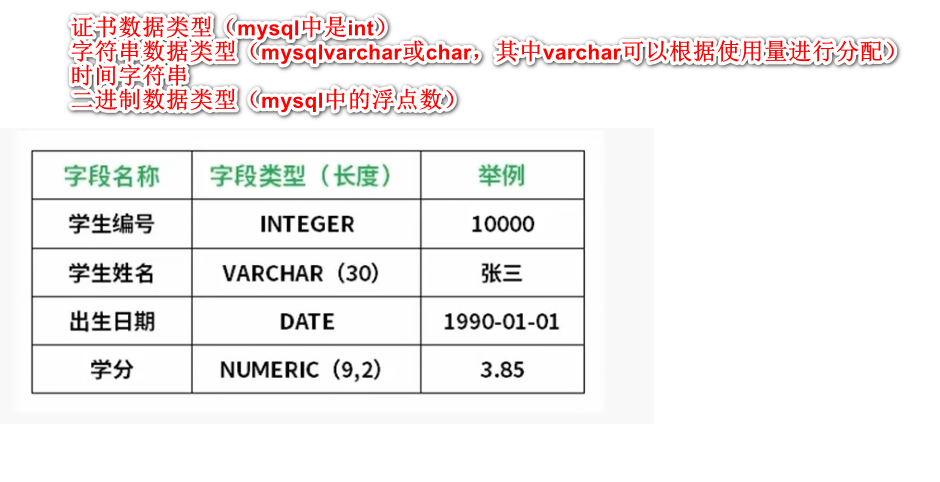 证书数据类型（mysql中是int）
字符串数据类型（mysqlvarchar或char，其中varchar可以根据使用量进行分配）
时间字符串
二进制数据类型（mysql中的浮点数）
字段名称 字段类型（长度） 举例
学生编号 INTEGER 10000
学生姓名 VARCHAR（30） 张三
出生日期 DATE 1990-01-01
学分 NUMERIC（9,2） 3.85